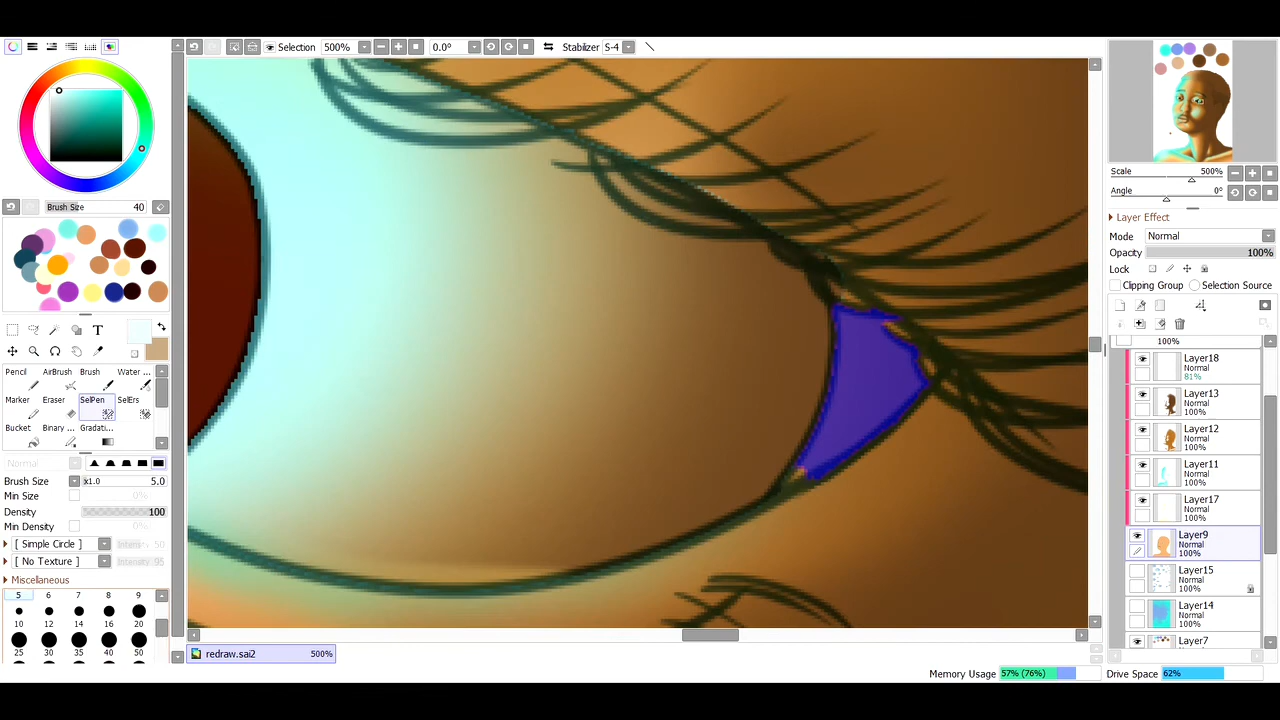 Selection 500% 0.0° Stabilizer S-4
Brush Size 40
T
Pencil AirBrush Brush Water ...
Marker Eraser SelPen SelErs
Bucket Binary ... Gradati...
Normal
Brush Size x1.0 5.0
Min Size 0%
Density 100
Min Density 0%
[ Simple Circle ] Intensi 50
[ No Texture ] Intensity 95
Miscellaneous
5 6 7 8 9
10 12 14 16 20
25 30 35 40 50
redraw.sai2 500%
Scale 500%
Angle 0°
Layer Effect
Mode Normal
Opacity 100%
Lock
Clipping Group Selection Source
100%
Layer18
Normal
81%
Layer13
Normal
100%
Layer12
Normal
100%
Layer11
Normal
100%
Layer17
Normal
100%
Layer9
Normal
100%
Layer15
Normal
100%
Layer14
Normal
100%
Layer7
Memory Usage 57% (76%) Drive Space 62%